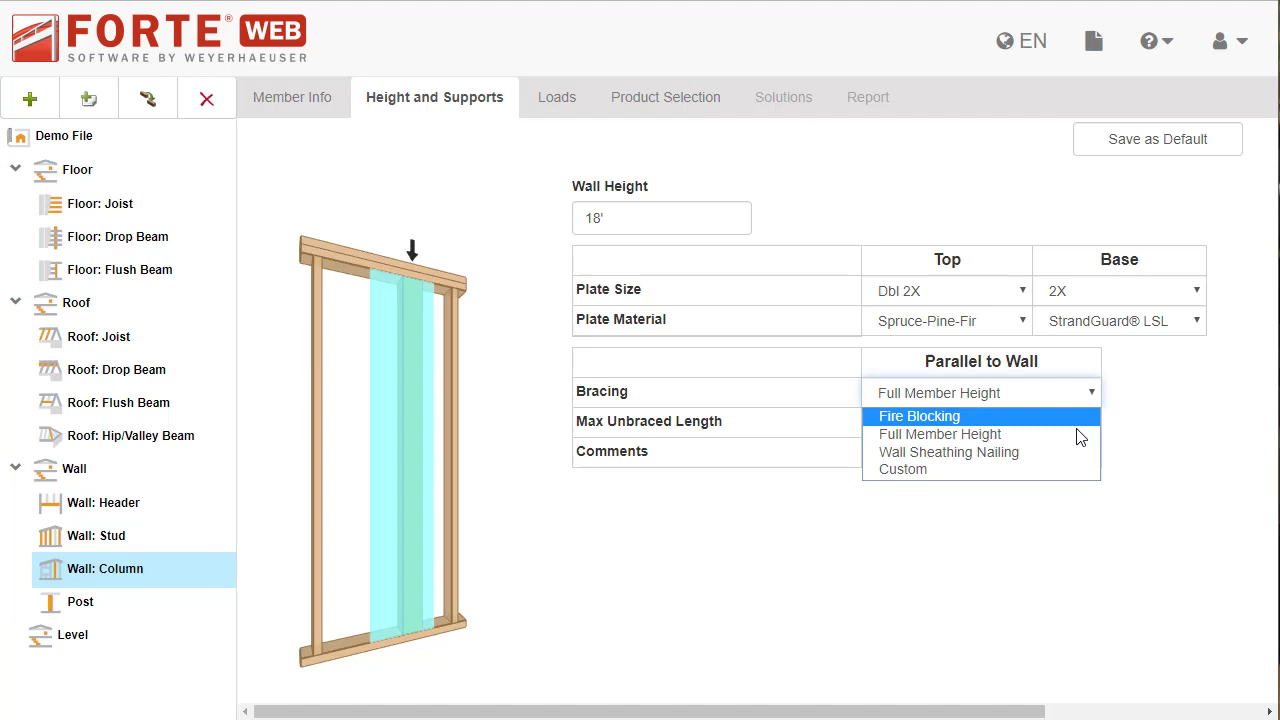 FORTE® WEB
SOFTWARE BY WEYERHAEUSER
EN
Member Info
Height and Supports
Loads
Product Selection
Solutions
Report
Save as Default
Demo File
Floor
Floor: Joist
Floor: Drop Beam
Floor: Flush Beam
Roof
Roof: Joist
Roof: Drop Beam
Roof: Flush Beam
Roof: Hip/Valley Beam
Wall
Wall: Header
Wall: Stud
Wall: Column
Post
Level
Wall Height
18'
Top Base
Plate Size Dbl 2X 2X
Plate Material Spruce-Pine-Fir StrandGuard® LSL
Parallel to Wall
Bracing Full Member Height
Max Unbraced Length
Comments
Fire Blocking
Full Member Height
Wall Sheathing Nailing
Custom